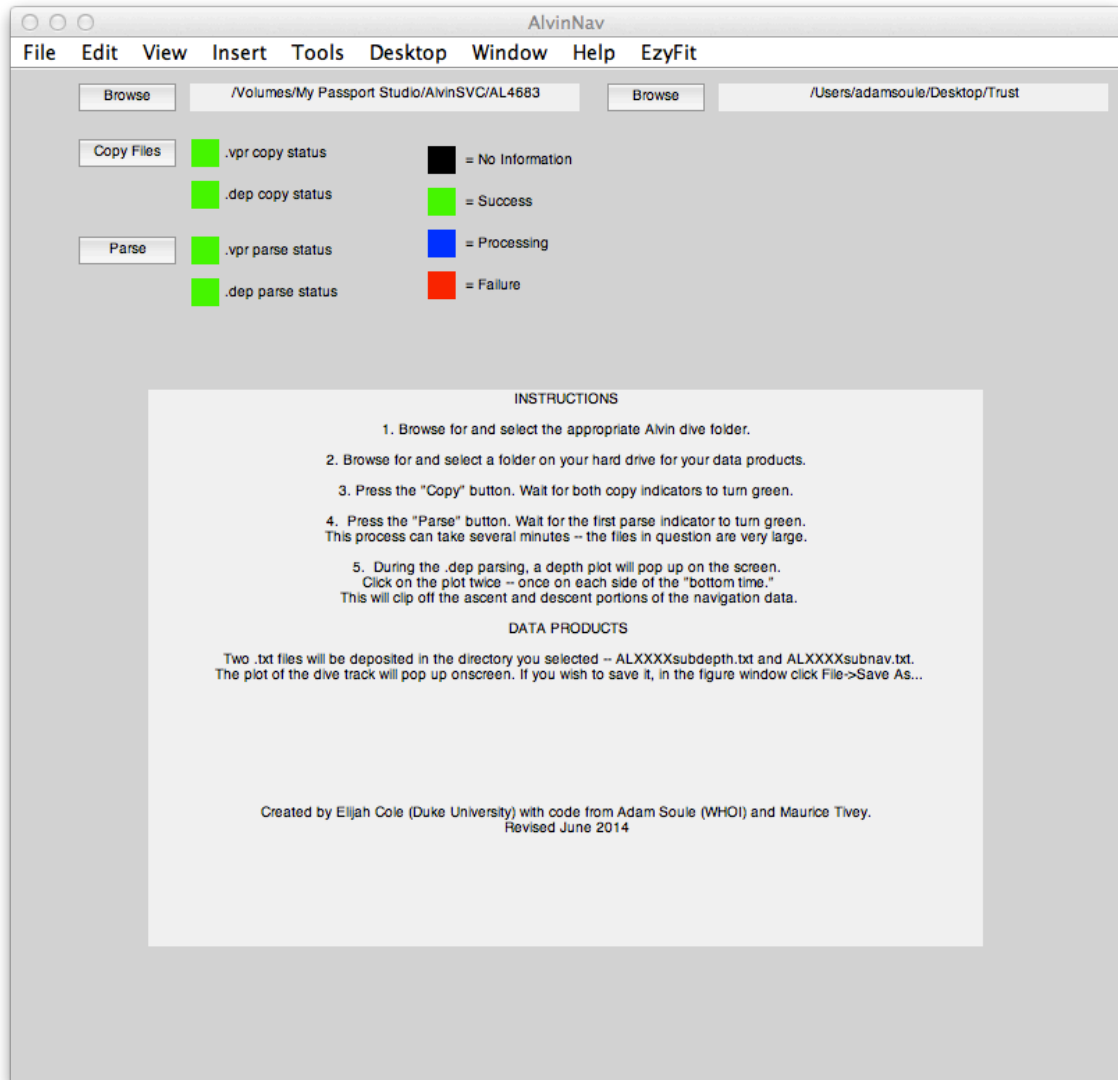 AlvinNav
File Edit View Insert Tools Desktop Window Help EzyFit
Browse /Volumes/My Passport Studio/AlvinSVC/AL4683 Browse /Users/adamsoule/Desktop/Trust
Copy Files .vpr copy status = No Information
.dep copy status = Success
Parse .vpr parse status = Processing
.dep parse status = Failure
INSTRUCTIONS
1. Browse for and select the appropriate Alvin dive folder.
2. Browse for and select a folder on your hard drive for your data products.
3. Press the "Copy" button. Wait for both copy indicators to turn green.
4. Press the "Parse" button. Wait for the first parse indicator to turn green.
This process can take several minutes -- the files in question are very large.
5. During the .dep parsing, a depth plot will pop up on the screen.
Click on the plot twice -- once on each side of the "bottom time."
This will clip off the ascent and descent portions of the navigation data.
DATA PRODUCTS
Two .txt files will be deposited in the directory you selected -- ALXXXXsubdepth.txt and ALXXXXsubnav.txt.
The plot of the dive track will pop up onscreen. If you wish to save it, in the figure window click File->Save As...
Created by Elijah Cole (Duke University) with code from Adam Soule (WHOI) and Maurice Tivey.
Revised June 2014